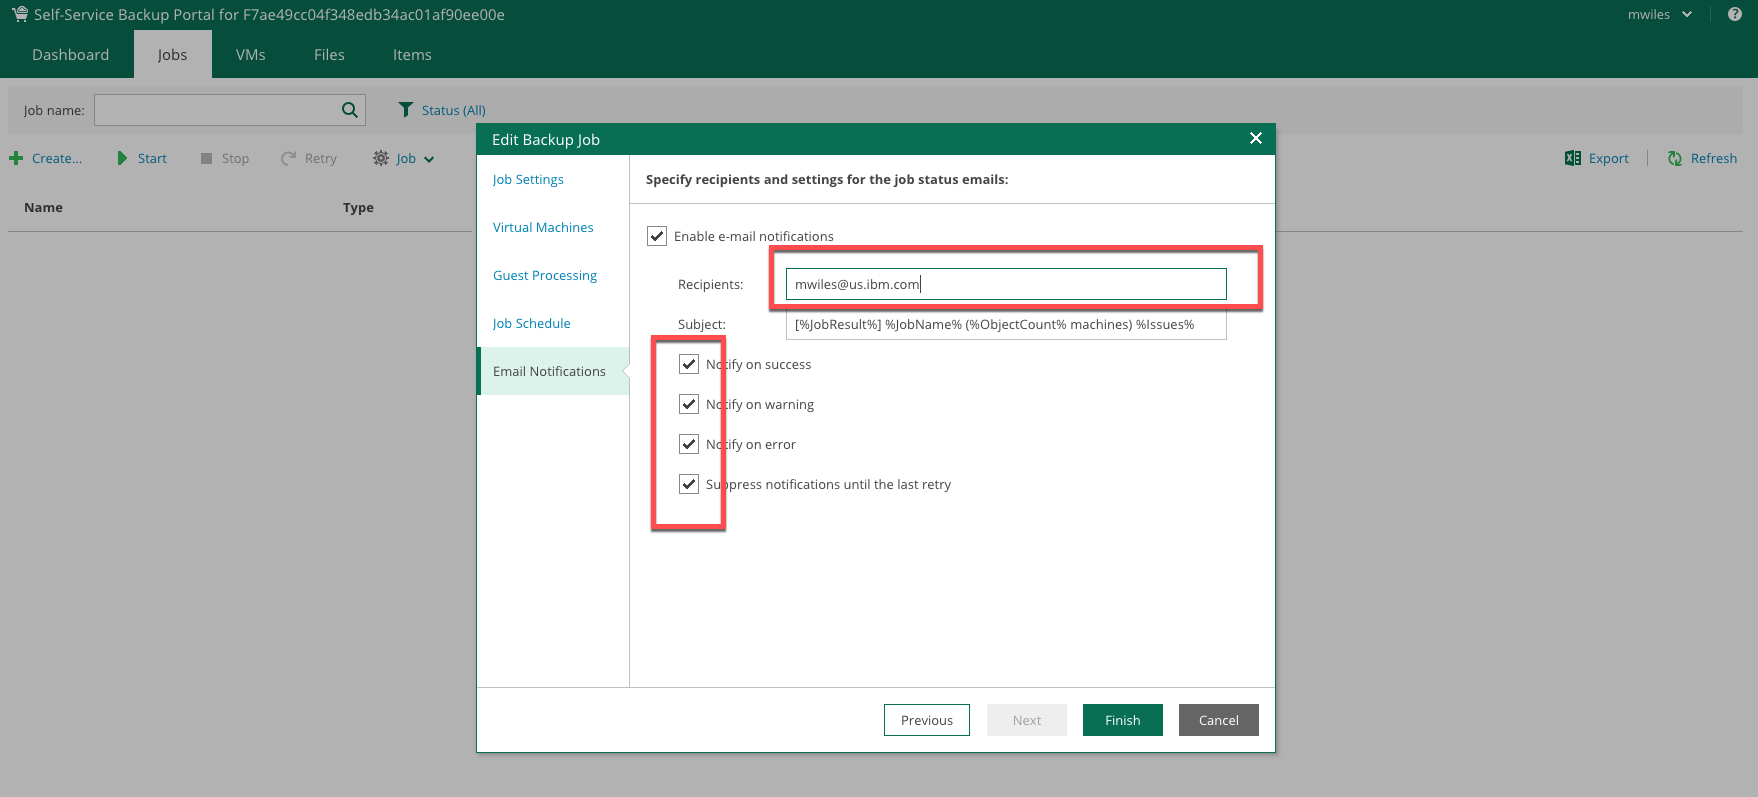 Self-Service Backup Portal for F7ae49cc04f348edb34ac01af90ee00e
mwiles
?
Dashboard Jobs VMs Files Items
Job name:
Status (All)
Create... Start Stop Retry Job
Export Refresh
Name Type
Edit Backup Job
Job Settings
Virtual Machines
Guest Processing
Job Schedule
Email Notifications
Specify recipients and settings for the job status emails:
Enable e-mail notifications
Recipients: mwiles@us.ibm.com
Subject: [%JobResult%] %JobName% (%ObjectCount% machines) %Issues%
Notify on success
Notify on warning
Notify on error
Suppress notifications until the last retry
Previous Next Finish Cancel